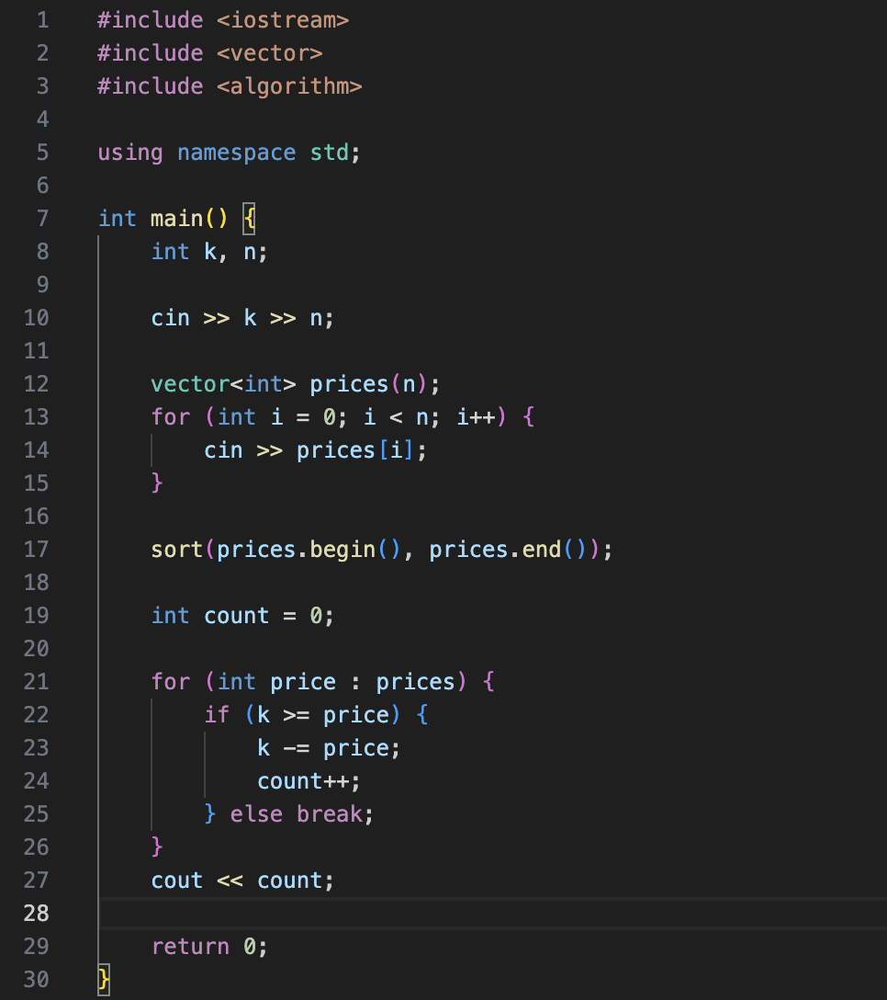 1 #include <iostream>
2 #include <vector>
3 #include <algorithm>
4
5 using namespace std;
6
7 int main() {
8     int k, n;
9
10     cin >> k >> n;
11
12     vector<int> prices(n);
13     for (int i = 0; i < n; i++) {
14         cin >> prices[i];
15     }
16
17     sort(prices.begin(), prices.end());
18
19     int count = 0;
20
21     for (int price : prices) {
22         if (k >= price) {
23             k -= price;
24             count++;
25         } else break;
26     }
27     cout << count;
28
29     return 0;
30 }